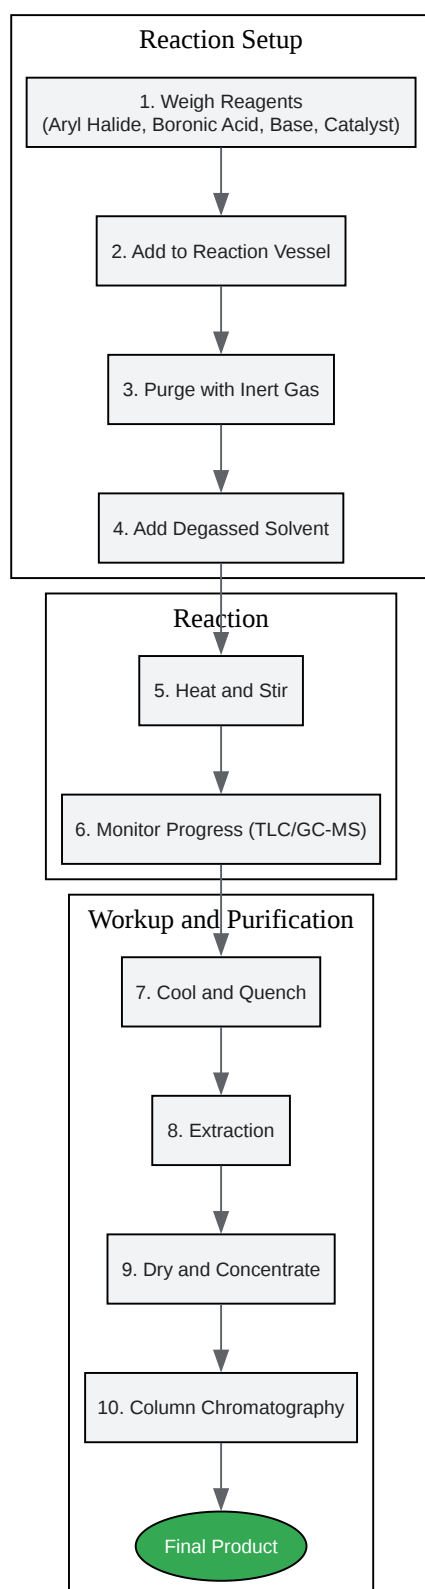 Reaction Setup
1. Weigh Reagents
(Aryl Halide, Boronic Acid, Base, Catalyst)
2. Add to Reaction Vessel
3. Purge with Inert Gas
4. Add Degassed Solvent
Reaction
5. Heat and Stir
6. Monitor Progress (TLC/GC-MS)
Workup and Purification
7. Cool and Quench
8. Extraction
9. Dry and Concentrate
10. Column Chromatography
Final Product